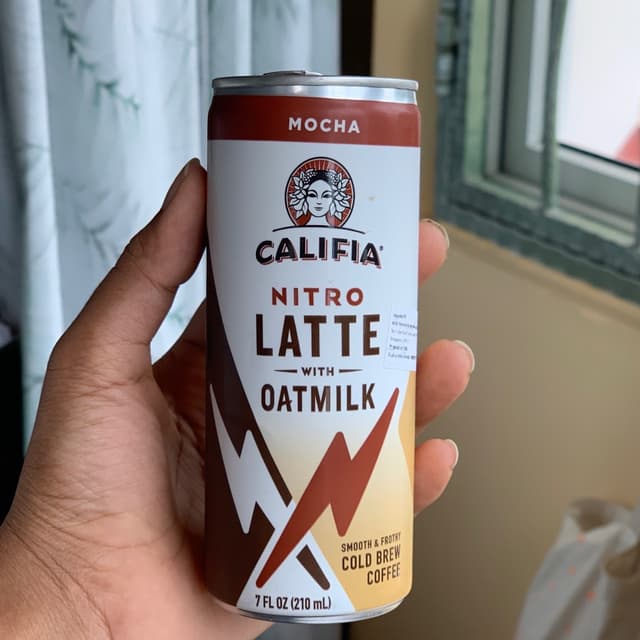 MOCHA
CALIFIA
NITRO
LATTE
WITH
OATMILK
SMOOTH & FROTHY
COLD BREW
COFFEE
7 FL OZ (210 mL)